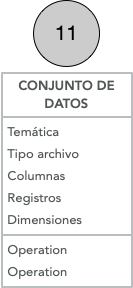 11
CONJUNTO DE
DATOS
Temática
Tipo archivo
Columnas
Registros
Dimensiones
Operation
Operation